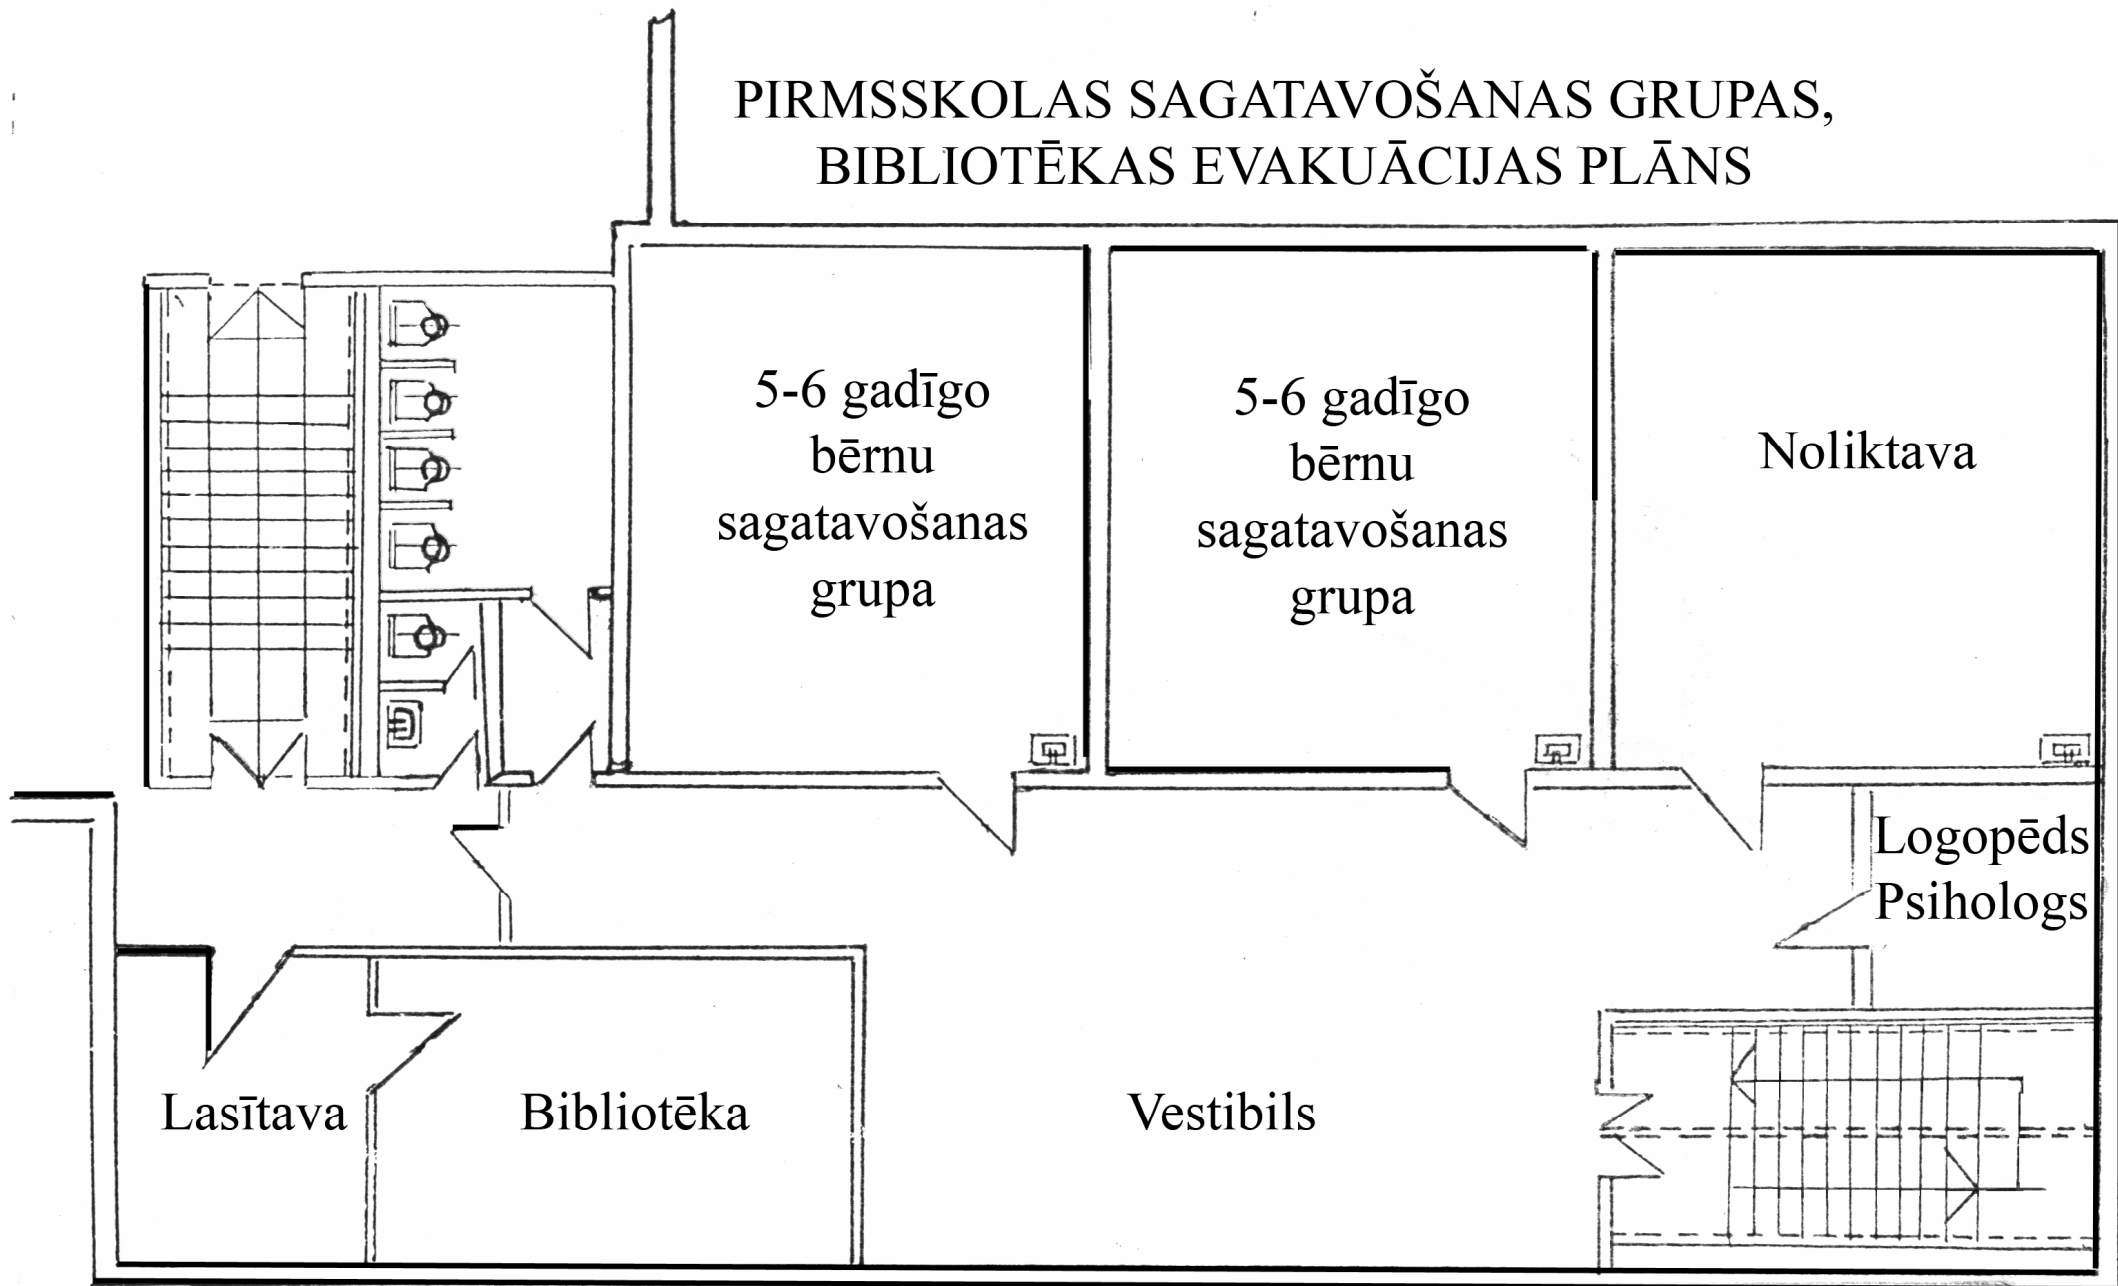 PIRMSSKOLAS SAGATAVOŠANAS GRUPAS,
BIBLIOTĒKAS EVAKUĀCIJAS PLĀNS
5-6 gadīgo
bērnu
sagatavošanas
grupa
5-6 gadīgo
bērnu
sagatavošanas
grupa
Noliktava
Logopēds
Psihologs
Lasītava
Bibliotēka
Vestibils